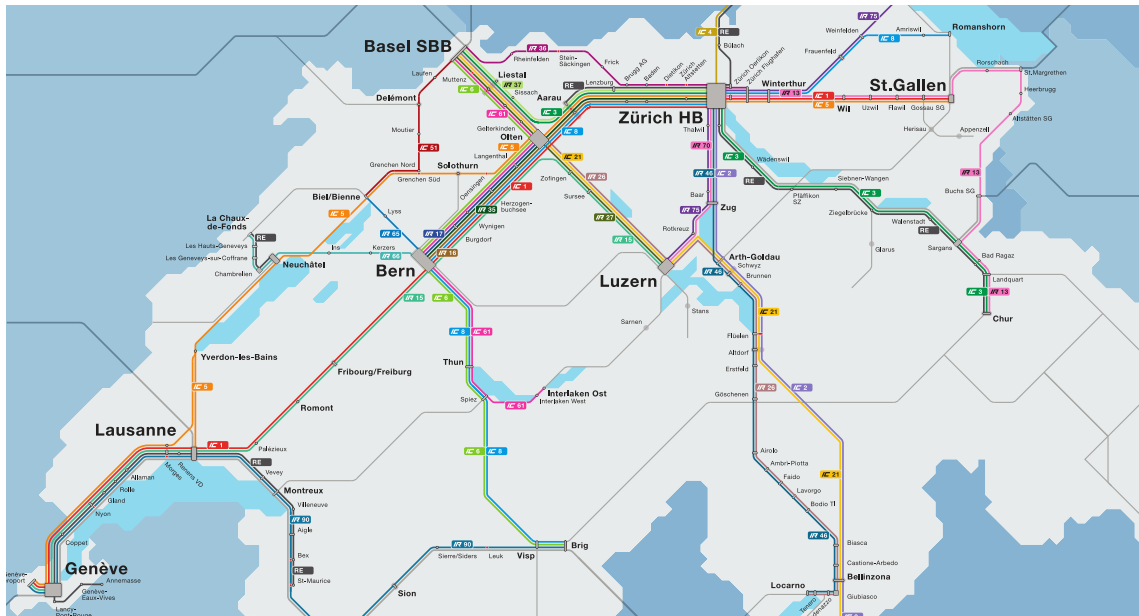 IC 4
RE
IR 75
Romanshorn
Basel SBB
IR 36
Bülach
Weinfelden
Amriswil
IC 8
Rheinfelden
Stein-
Säckingen
Frick
Brugg AG
Baden
Dietikon
Zürich
Altstetten
Zürich Oerlikon
Zürich Flughafen
Frauenfeld
Rorschach
St.Margrethen
Laufen
Muttenz
IC 6
Liestal
IR 37
Sissach
RE
Lenzburg
Winterthur
IR 13
St.Gallen
Heerbrugg
Delémont
IC 61
Aarau
IC 3
Zürich HB
IC 1
IC 5
Wil
Uzwil
Flawil
Gossau SG
Altstätten SG
Moutier
Gelterkinden
Olten
IC 8
Thalwil
Herisau
Appenzell
IC 51
Langenthal
IC 5
IC 21
IR 70
IC 3
Wädenswil
Grenchen Nord
Solothurn
Grenchen Süd
Oensingen
IC 1
Zofingen
IR 26
IR 46
IC 2
RE
Siebner-Wangen
IR 13
Biel/Bienne
Herzogen-
buchsee
Sursee
Baar
Pfäffikon
SZ
IC 3
Buchs SG
Lyss
IR 35
Wynigen
IR 27
IR 75
Zug
Ziegelbrücke
Walenstadt
La Chaux-
de-Fonds
IC 5
IR 65
IR 17
Burgdorf
IR 15
Rotkreuz
RE
RE
Les Hauts-Geneveys
Ins
Kerzers
IR 16
Glarus
Sargans
Les Geneveys-sur-Coffrane
IR 66
Bern
Arth-Goldau
Bad Ragaz
Chambrelien
Neuchâtel
Luzern
IR 46
Schwyz
Brunnen
Landquart
IR 15
IC 6
IC 3
IR 13
Stans
IC 21
Sarnen
Chur
IC 8
IC 61
Flüelen
Yverdon-les-Bains
Thun
Altdorf
Fribourg/Freiburg
Erstfeld
IC 5
Interlaken Ost
Interlaken West
IR 26
IC 2
Romont
Spiez
IC 61
Göschenen
Lausanne
IC 1
Palézieux
IC 6
IC 8
Airolo
Morges
Renens VD
RE
Vevey
Ambri-Piotta
Allaman
Faido
IC 21
Rolle
Montreux
Lavorgo
Gland
Villeneuve
Bodio TI
Nyon
IR 90
Aigle
IR 46
Coppet
IR 90
Biasca
Bex
Sierre/Siders
Leuk
Visp
Brig
Castione-Arbedo
Genève
RE
Genève-
Annemasse
St-Maurice
Bellinzona
Sion
Locarno
Genève-
Eaux-Vives
Tenero
Giubiasco
Lancy-
Pont-Rouge